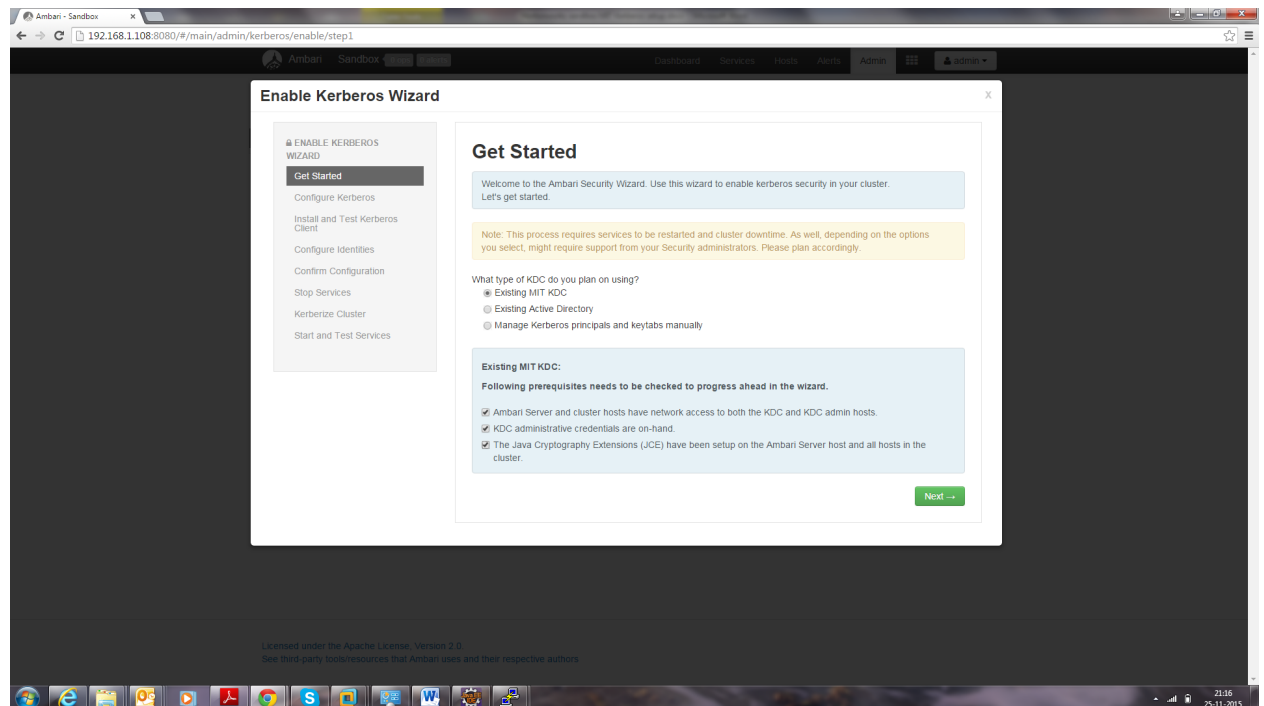 Ambari - Sandbox
192.168.1.108:8080/#/main/admin/kerberos/enable/step1
Ambari Sandbox
Dashboard Services Hosts Alerts Admin admin
Enable Kerberos Wizard
X
ENABLE KERBEROS
WIZARD
Get Started
Configure Kerberos
Install and Test Kerberos
Client
Configure Identities
Confirm Configuration
Stop Services
Kerberize Cluster
Start and Test Services
Get Started
Welcome to the Ambari Security Wizard. Use this wizard to enable kerberos security in your cluster.
Let's get started.
Note: This process requires services to be restarted and cluster downtime. As well, depending on the options
you select, might require support from your Security administrators. Please plan accordingly.
What type of KDC do you plan on using?
Existing MIT KDC
Existing Active Directory
Manage Kerberos principals and keytabs manually
Existing MIT KDC:
Following prerequisites needs to be checked to progress ahead in the wizard.
Ambari Server and cluster hosts have network access to both the KDC and KDC admin hosts.
KDC administrative credentials are on-hand.
The Java Cryptography Extensions (JCE) have been setup on the Ambari Server host and all hosts in the
cluster.
Next →
Licensed under the Apache License, Version 2.0.
See third-party tools/resources that Ambari uses and their respective authors
21:16
25-11-2015